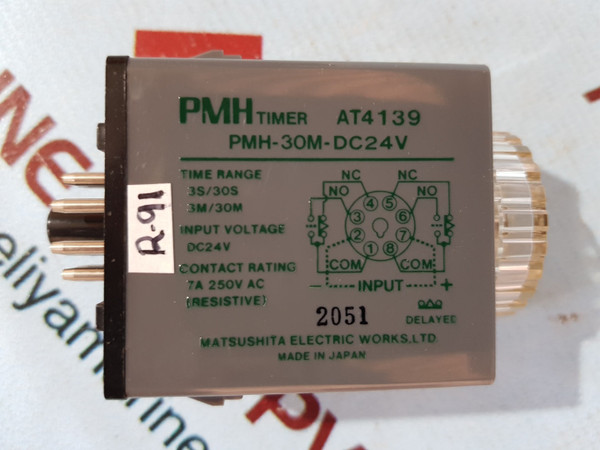 PMH TIMER AT4139
PMH-30M-DC24V
TIME RANGE
3S/30S
3M/30M
INPUT VOLTAGE
DC24V
CONTACT RATING
7A 250V AC
(RESISTIVE)
NC NC
NO NO
4 5
3 6
2 7
1 8
COM COM
- INPUT +
2051
DELAYED
MATSUSHITA ELECTRIC WORKS,LTD.
MADE IN JAPAN
R-91